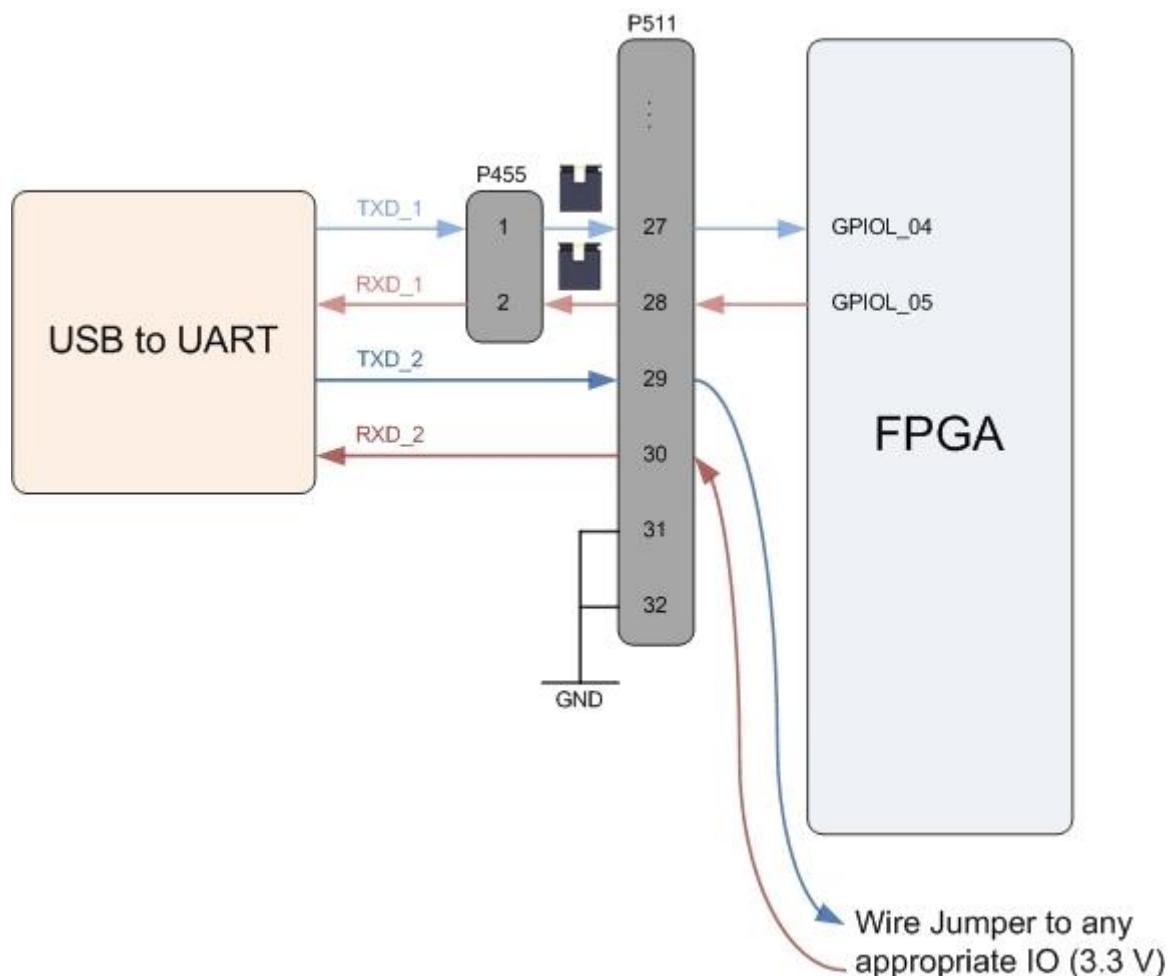 P511
P455
TXD_1
1
27
GPIOL_04
RXD_1
2
28
GPIOL_05
USB to UART
TXD_2
29
FPGA
RXD_2
30
31
32
GND
Wire Jumper to any
appropriate IO (3.3 V)